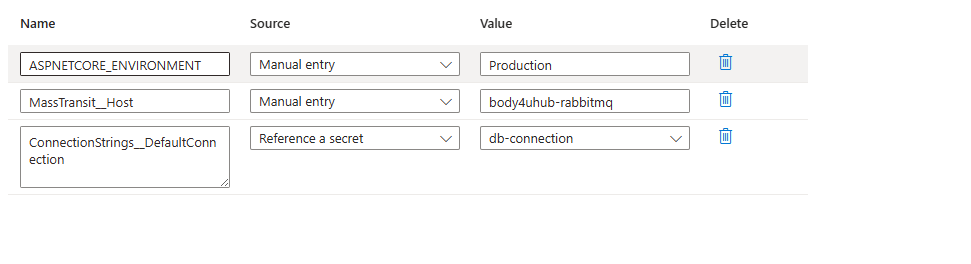 Name Source Value Delete
ASPNETCORE_ENVIRONMENT Manual entry Production
MassTransit__Host Manual entry body4uhub-rabbitmq
ConnectionStrings__DefaultConn Reference a secret db-connection
ection